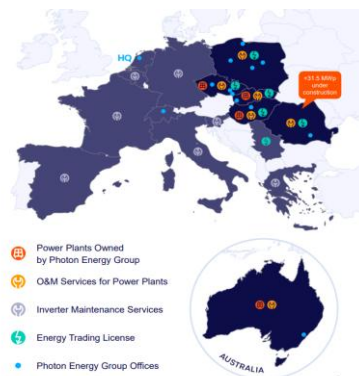 HQ
+31.5 MWp
under
construction
Power Plants Owned
by Photon Energy Group
O&M Services for Power Plants
Inverter Maintenance Services
Energy Trading License
Photon Energy Group Offices
AUSTRALIA